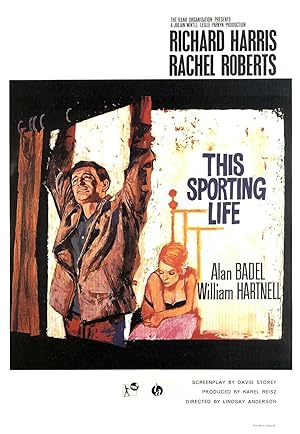 THE RANK ORGANISATION PRESENTS
A JULIAN WINTLE · LESLIE PARKYN PRODUCTION
RICHARD HARRIS
RACHEL ROBERTS
THIS
SPORTING
LIFE
Alan BADEL
William HARTNELL
SCREENPLAY BY DAVID STOREY
PRODUCED BY KAREL REISZ
DIRECTED BY LINDSAY ANDERSON